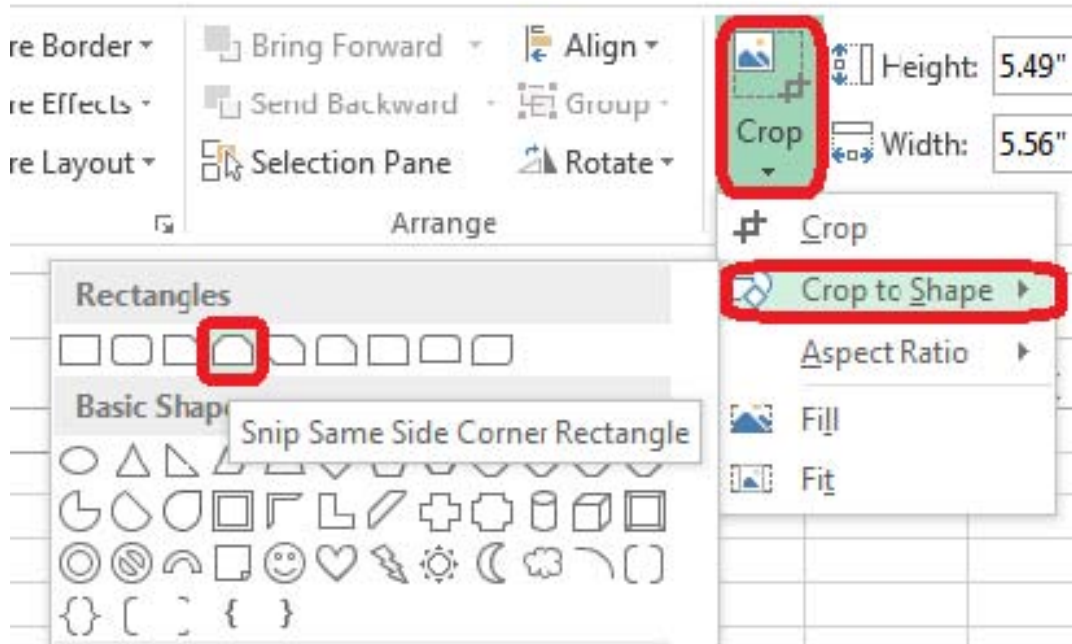 re Border
Bring Forward
Align
Height: 5.49"
re Effects
Send Backward
Group
Crop
Width: 5.56"
re Layout
Selection Pane
Rotate
Arrange
Crop
Rectangles
Crop to Shape
Aspect Ratio
Basic Shap
Snip Same Side Corner Rectangle
Fill
Fit